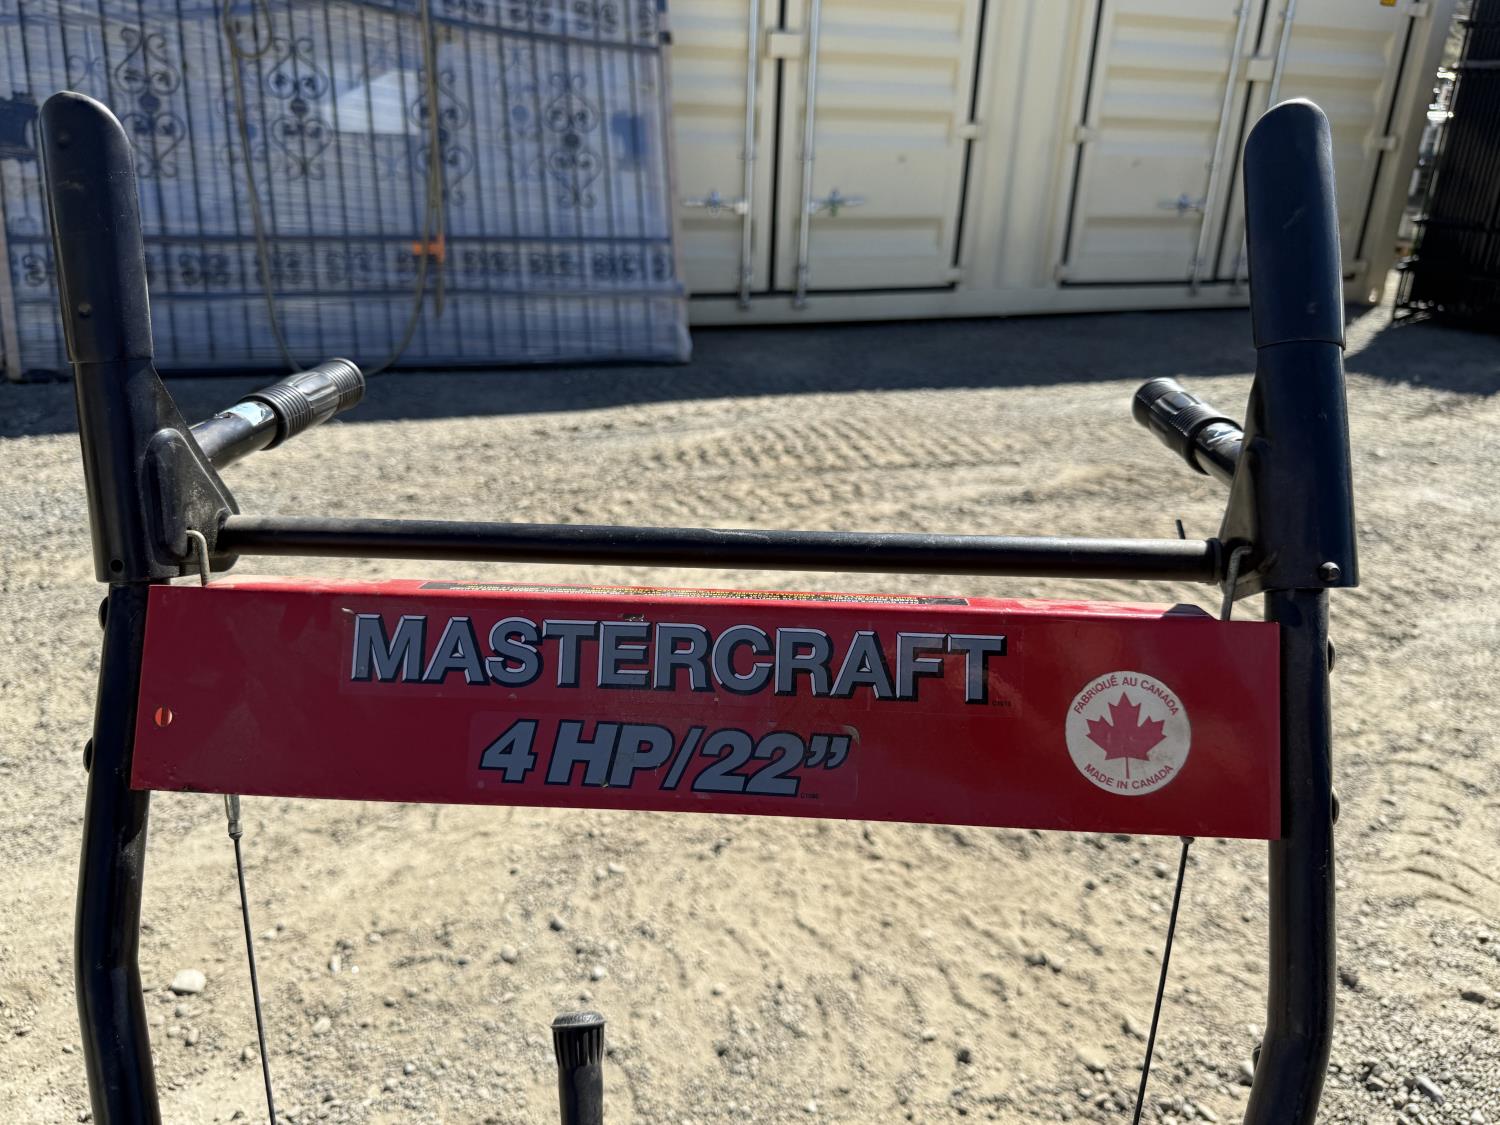 MASTERCRAFT
4 HP/22”
FABRIQUÉ AU CANADA
MADE IN CANADA